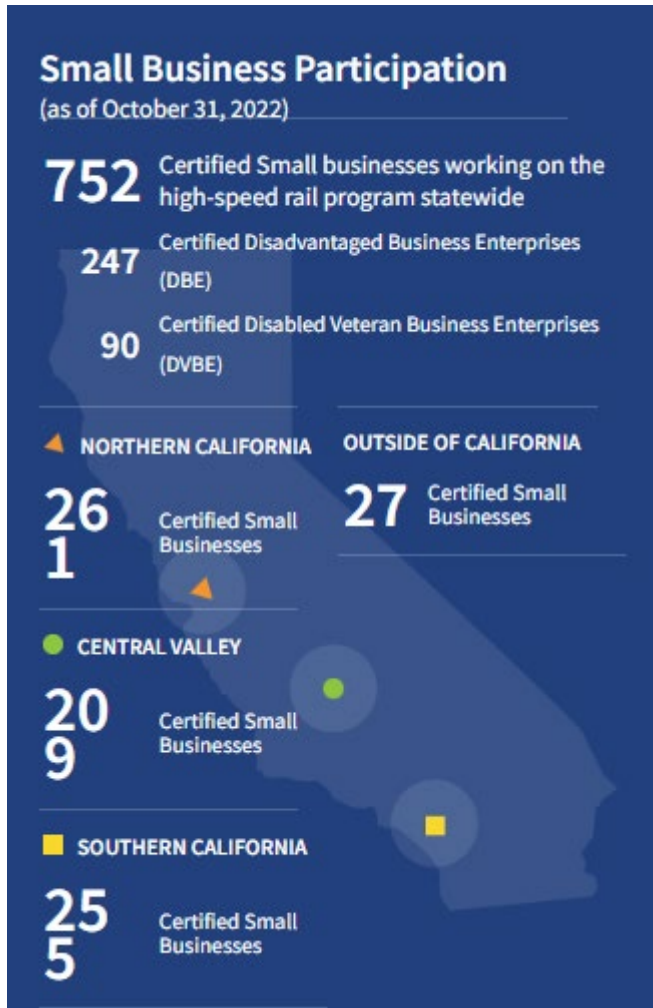 Small Business Participation
(as of October 31, 2022)
752
Certified Small businesses working on the
high-speed rail program statewide
247
Certified Disadvantaged Business Enterprises
(DBE)
90
Certified Disabled Veteran Business Enterprises
(DVBE)
NORTHERN CALIFORNIA
26
1
Certified Small
Businesses
OUTSIDE OF CALIFORNIA
27
Certified Small
Businesses
CENTRAL VALLEY
20
9
Certified Small
Businesses
SOUTHERN CALIFORNIA
25
5
Certified Small
Businesses